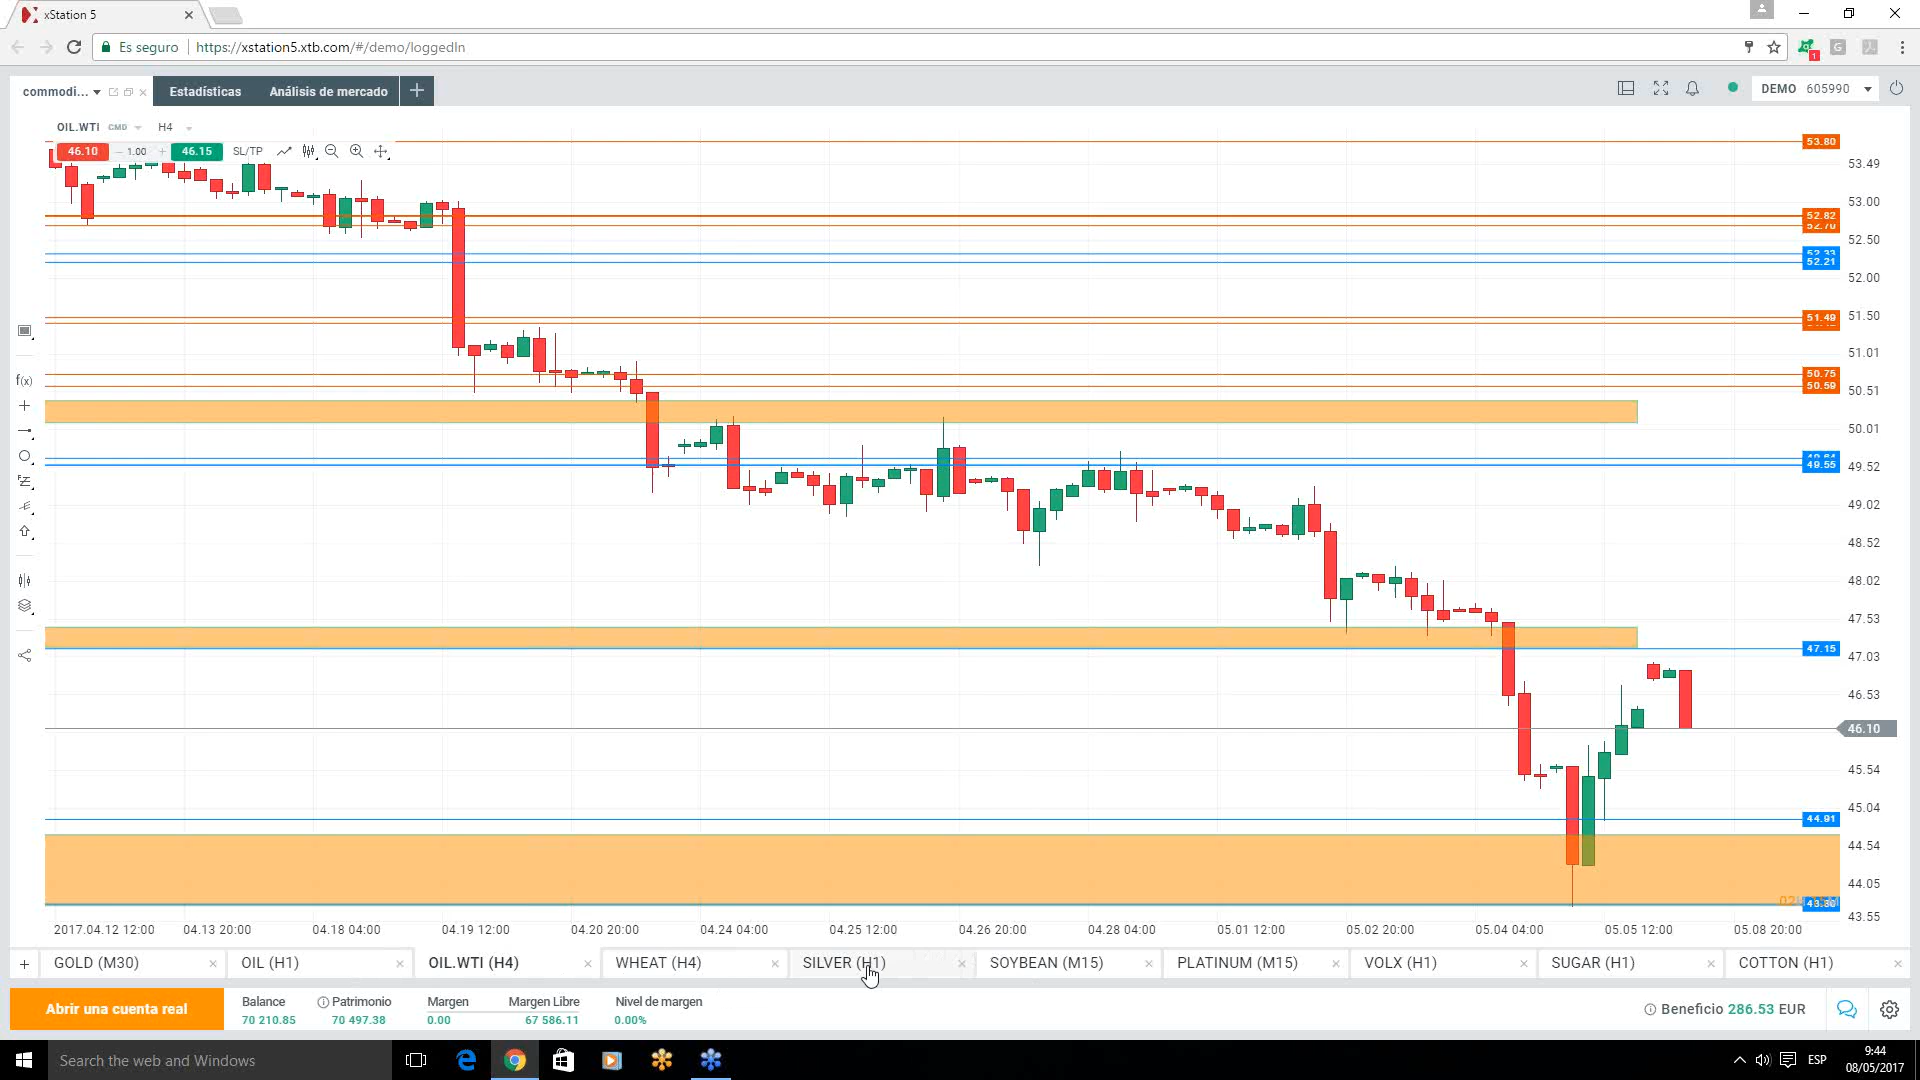 xStation 5
Es seguro https://xstation5.xtb.com/#/demo/loggedIn
commodi... Estadísticas Análisis de mercado DEMO 605990
OIL.WTI CMD H4
46.10 1.00 46.15 SL/TP
53.80
53.49
53.00
52.82
52.70
52.50
52.33
52.21
52.00
51.49
51.50
51.01
50.75
50.59
50.51
50.01
49.55
49.52
49.02
48.52
48.02
47.53
47.15
47.03
46.53
46.10
45.54
45.04
44.91
44.54
44.05
43.80
43.55
f(x)
2017.04.12 12:00 04.13 20:00 04.18 04:00 04.19 12:00 04.20 20:00 04.24 04:00 04.25 12:00 04.26 20:00 04.28 04:00 05.01 12:00 05.02 20:00 05.04 04:00 05.05 12:00 05.08 20:00
GOLD (M30) OIL (H1) OIL.WTI (H4) WHEAT (H4) SILVER (H1) SOYBEAN (M15) PLATINUM (M15) VOLX (H1) SUGAR (H1) COTTON (H1)
Abrir una cuenta real
Balance Patrimonio Margen Margen Libre Nivel de margen
70 210.85 70 497.38 0.00 67 586.11 0.00%
Beneficio 286.53 EUR
Search the web and Windows
ESP
9:44
08/05/2017